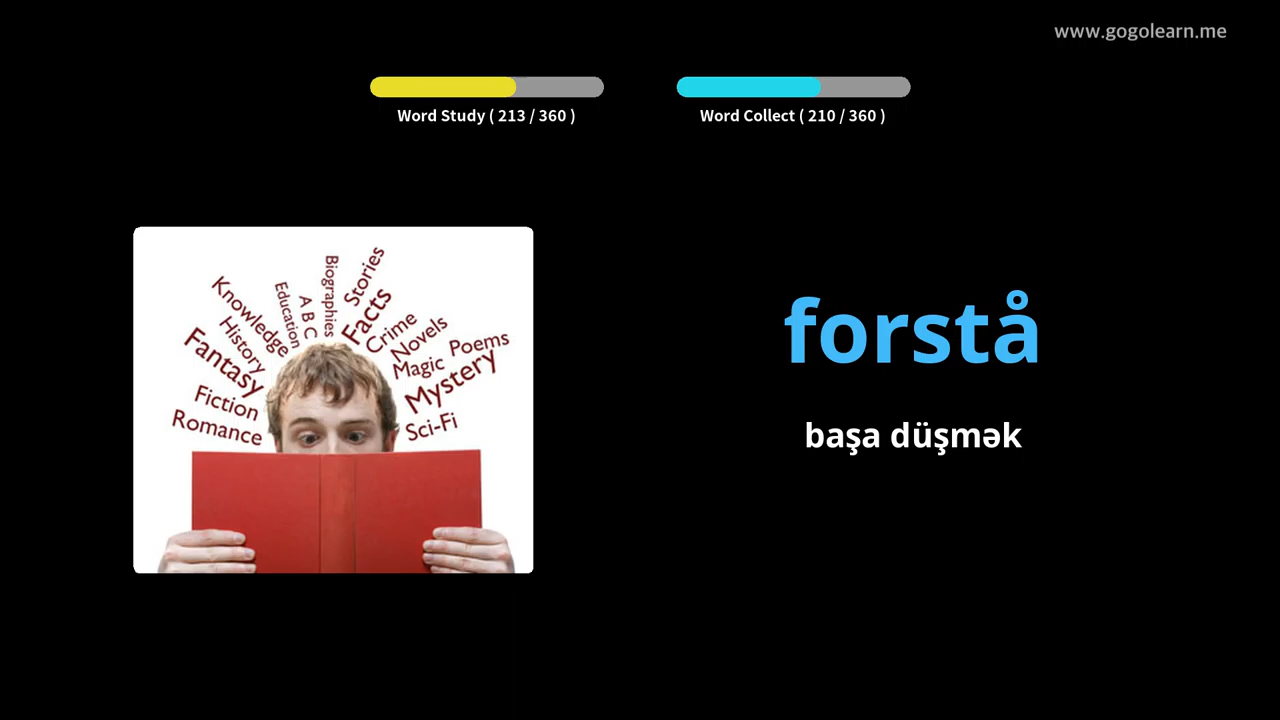 www.gogolearn.me
Word Study ( 213 / 360 )
Word Collect ( 210 / 360 )
Knowledge
History
Fantasy
Fiction
Romance
Education
A B C
Biographies
Stories
Facts
Crime
Novels
Magic
Poems
Mystery
Sci-Fi
forstå
başa düşmək